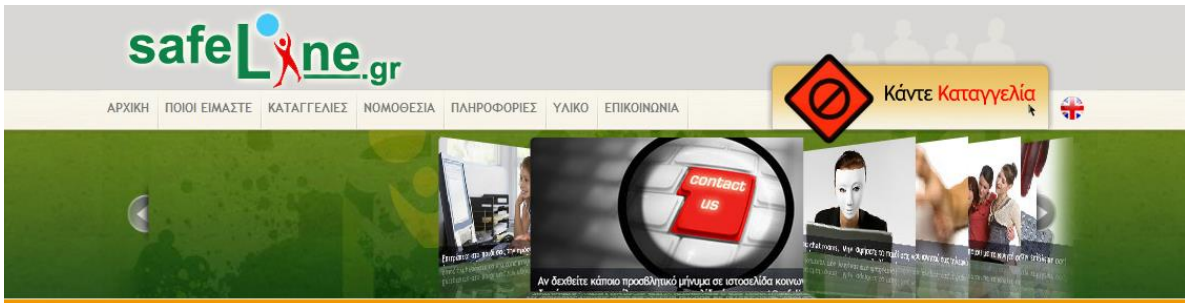 safeLine.gr
Κάντε Καταγγελία
ΑΡΧΙΚΗ ΠΟΙΟΙ ΕΙΜΑΣΤΕ ΚΑΤΑΓΓΕΛΙΕΣ ΝΟΜΟΘΕΣΙΑ ΠΛΗΡΟΦΟΡΙΕΣ ΥΛΙΚΟ ΕΠΙΚΟΙΝΩΝΙΑ
contact
us
Αν δεχθείτε κάποιο προσβλητικό μήνυμα σε ιστοσελίδα κοινων